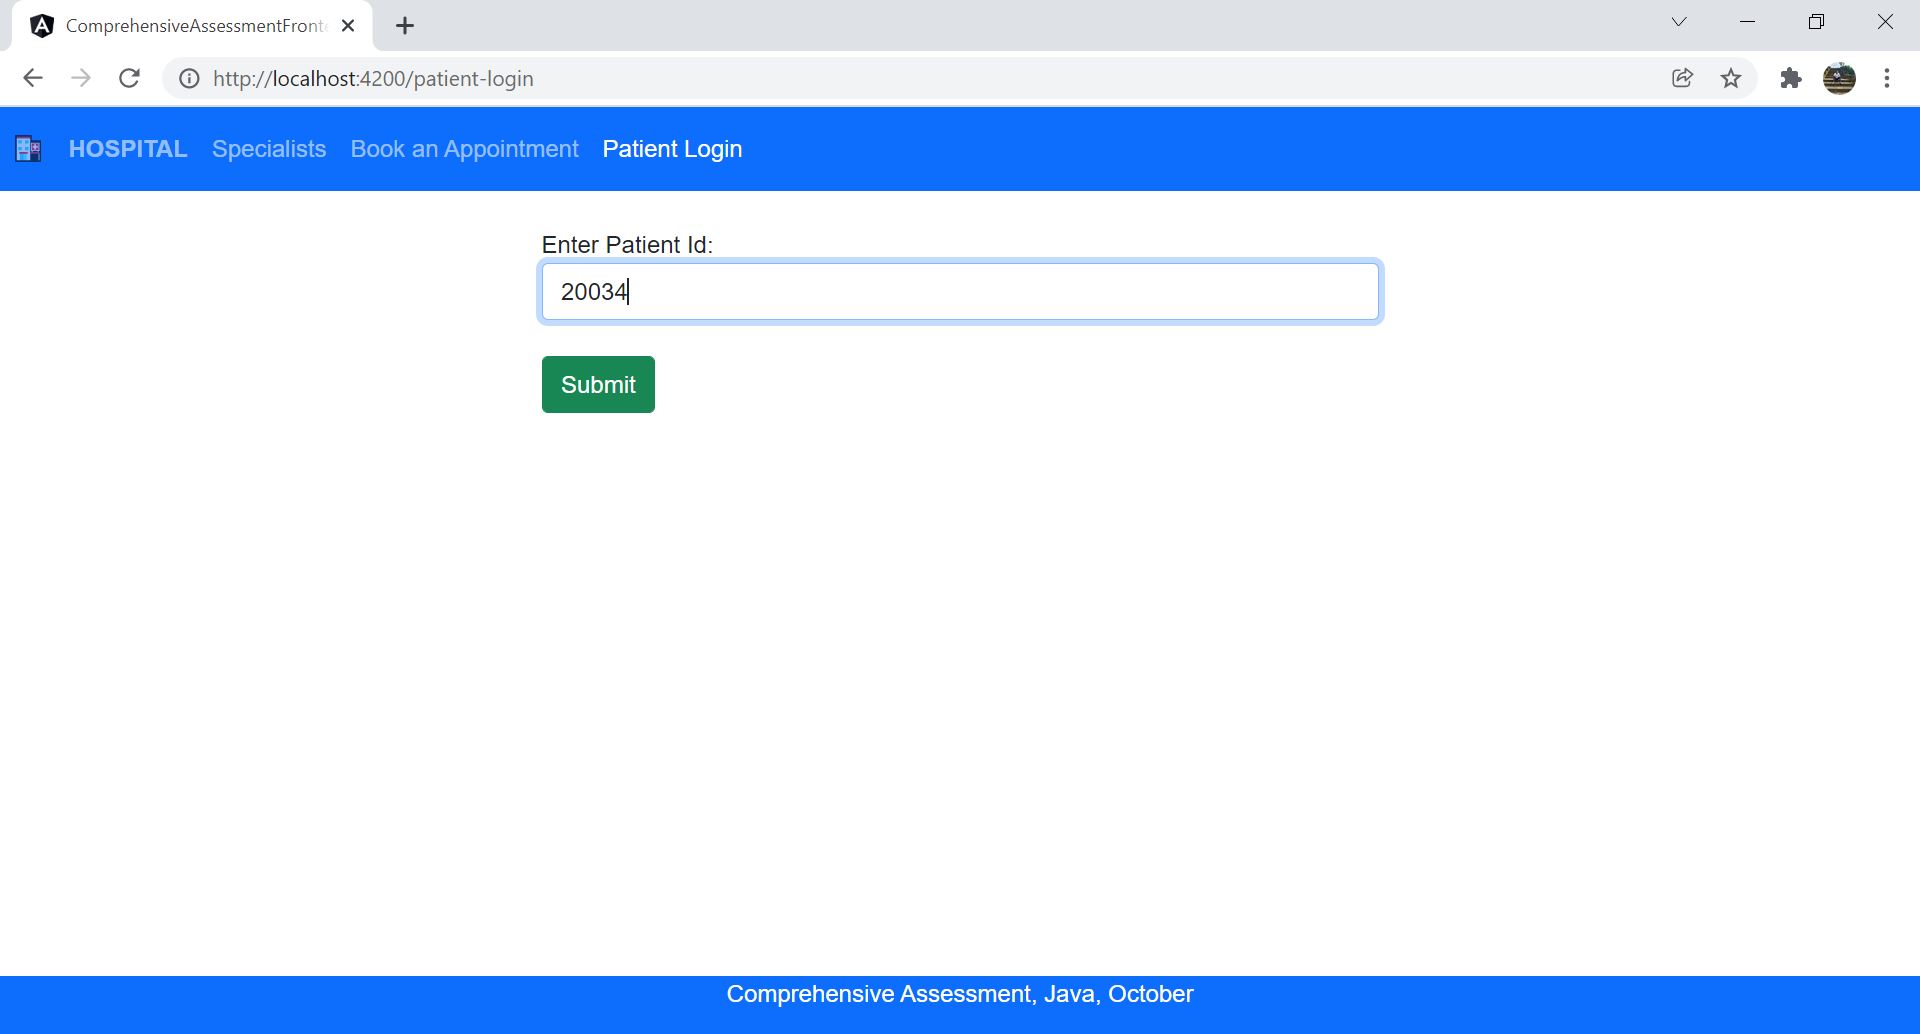 ComprehensiveAssessmentFront
http://localhost:4200/patient-login
HOSPITAL Specialists Book an Appointment Patient Login
Enter Patient Id:
20034
Submit
Comprehensive Assessment, Java, October